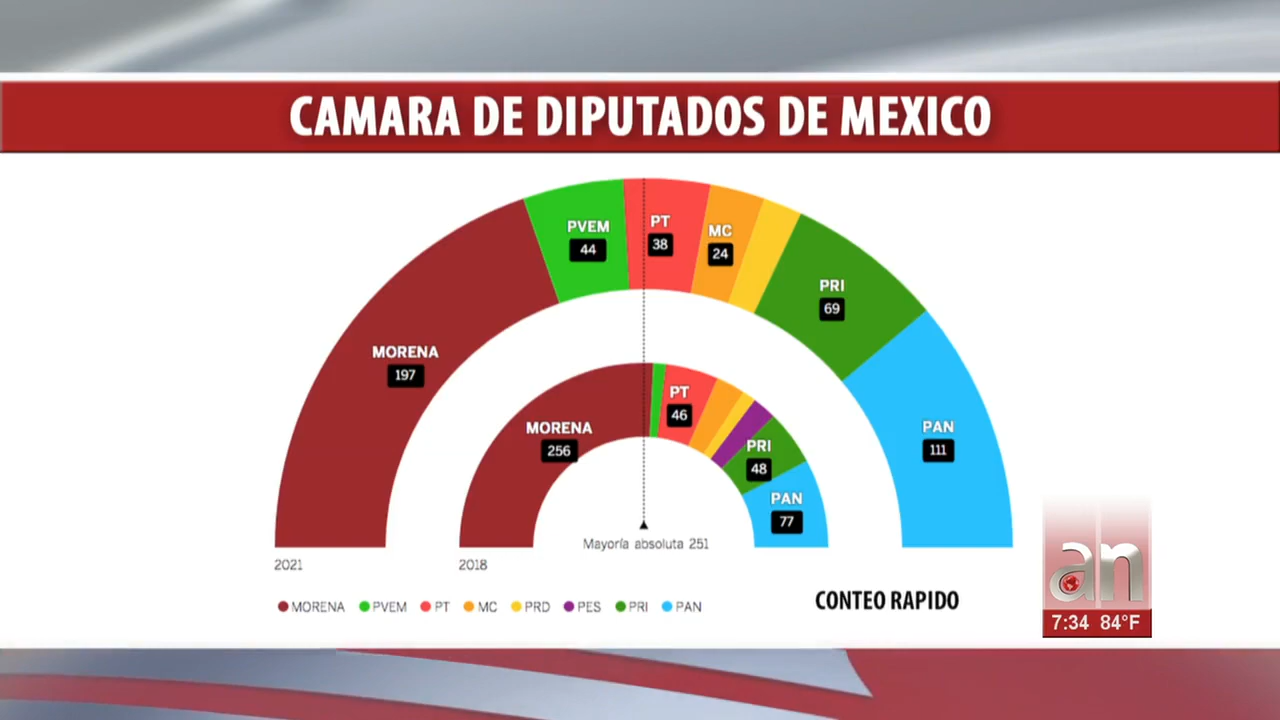 CAMARA DE DIPUTADOS DE MEXICO
PVEM
44
PT
38
MC
24
PRI
69
MORENA
197
PAN
111
MORENA
256
PT
46
PRI
48
PAN
77
Mayoría absoluta 251
2021
2018
MORENA PVEM PT MC PRD PES PRI PAN
CONTEO RAPIDO
an
7:34 84°F